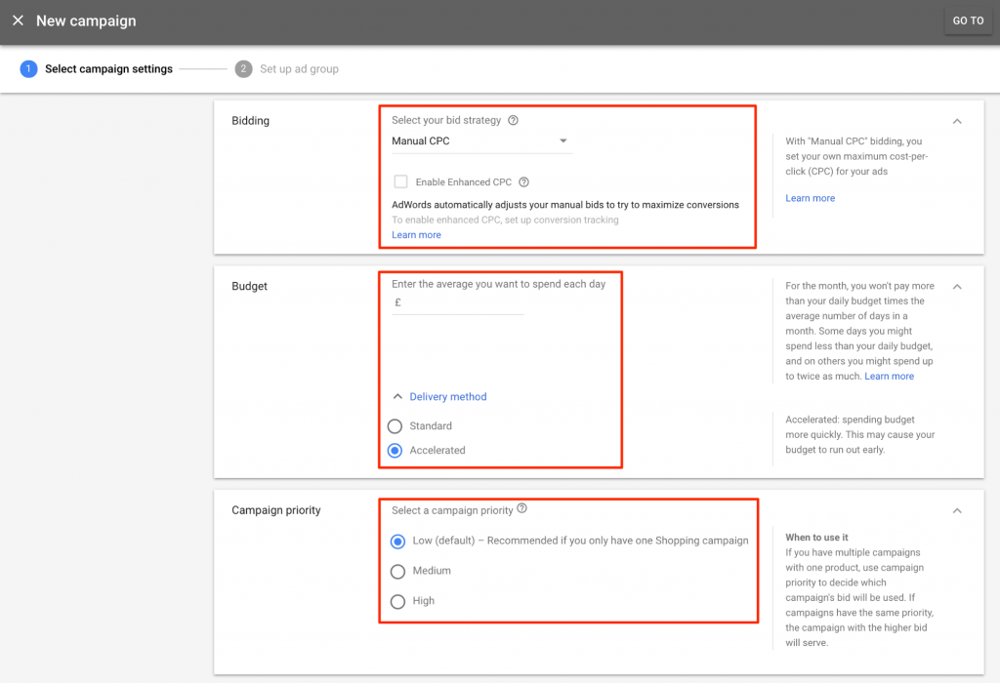 New campaign
GO TO
1 Select campaign settings
2 Set up ad group
Bidding
Select your bid strategy ?
Manual CPC
Enable Enhanced CPC ?
AdWords automatically adjusts your manual bids to try to maximize conversions
To enable enhanced CPC, set up conversion tracking
Learn more
With "Manual CPC" bidding, you
set your own maximum cost-per-
click (CPC) for your ads
Learn more
Budget
Enter the average you want to spend each day
£
Delivery method
Standard
Accelerated
For the month, you won't pay more
than your daily budget times the
average number of days in a
month. Some days you might
spend less than your daily budget,
and on others you might spend up
to twice as much. Learn more
Accelerated: spending budget
more quickly. This may cause your
budget to run out early.
Campaign priority
Select a campaign priority ?
Low (default) – Recommended if you only have one Shopping campaign
Medium
High
When to use it
If you have multiple campaigns
with one product, use campaign
priority to decide which
campaign's bid will be used. If
campaigns have the same priority,
the campaign with the higher bid
will serve.